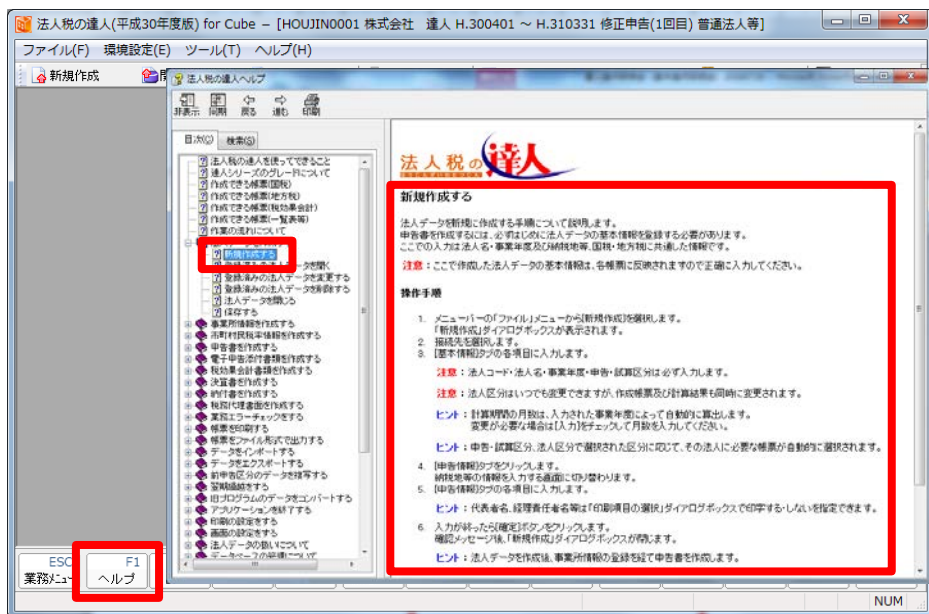 法人税の達人(平成30年度版) for Cube – [HOUJIN0001 株式会社 達人 H.300401 ～ H.310331 修正申告(1回目) 普通法人等]
ファイル(F) 環境設定(E) ツール(T) ヘルプ(H)
新規作成
法人税の達人ヘルプ
非表示 同期 戻る 進む 印刷
目次(C) 検索(S)
法人税の達人を使ってできること
達人シリーズのグレードについて
作成できる帳票(国税)
作成できる帳票(地方税)
作成できる帳票(税効果会計)
作成できる帳票(一覧表等)
作業の流れについて
新規作成する
登録済みの法人データを開く
登録済みの法人データを変更する
登録済みの法人データを削除する
法人データを閉じる
保存する
事業所情報を作成する
市町村民税率情報を作成する
申告書を作成する
電子申告添付書類を作成する
税効果会計書類を作成する
決算書を作成する
納付書を作成する
税務代理書面を作成する
業務エラーチェックをする
帳票を印刷する
帳票をファイル形式で出力する
データをインポートする
データをエクスポートする
前申告区分のデータを複写する
翌期繰越をする
旧プログラムのデータをコンバートする
アプリケーションを終了する
印刷の設定をする
画面の設定をする
法人データの扱いについて
データベースの管理について
法人税の達人
新規作成する
法人データを新規に作成する手順について説明します。
申告書を作成するには、必ずはじめに法人データの基本情報を登録する必要があります。
ここでの入力は法人名・事業年度及び納税地等、国税・地方税に共通した情報です。
注意：ここで作成した法人データの基本情報は、各帳票に反映されますので正確に入力してください。
操作手順
1. メニューバーの「ファイル」メニューから[新規作成]を選択します。
「新規作成」ダイアログボックスが表示されます。
2. 接続先を選択します。
3. [基本情報]タブの各項目に入力します。
注意：法人コード・法人名・事業年度・申告・試算区分は必ず入力します。
注意：法人区分はいつでも変更できますが、作成帳票及び計算結果も同時に変更されます。
ヒント：計算期間の月数は、入力された事業年度によって自動的に算出します。
変更が必要な場合は[入力]をチェックして月数を入力してください。
ヒント：申告・試算区分、法人区分で選択された区分に応じて、その法人に必要な帳票が自動的に選択されます。
4. [申告情報]タブをクリックします。
納税地等の情報を入力する画面に切り替わります。
5. [申告情報]タブの各項目に入力します。
ヒント：代表者名、経理責任者名等は「印刷項目の選択」ダイアログボックスで印字する・しないを指定できます。
6. 入力が終ったら[確定]ボタンをクリックします。
確認メッセージ後、「新規作成」ダイアログボックスが閉じます。
ヒント：法人データを作成後、事業所情報の登録を経て申告書を作成します。
ESC F1
業務メニュー ヘルプ
NUM